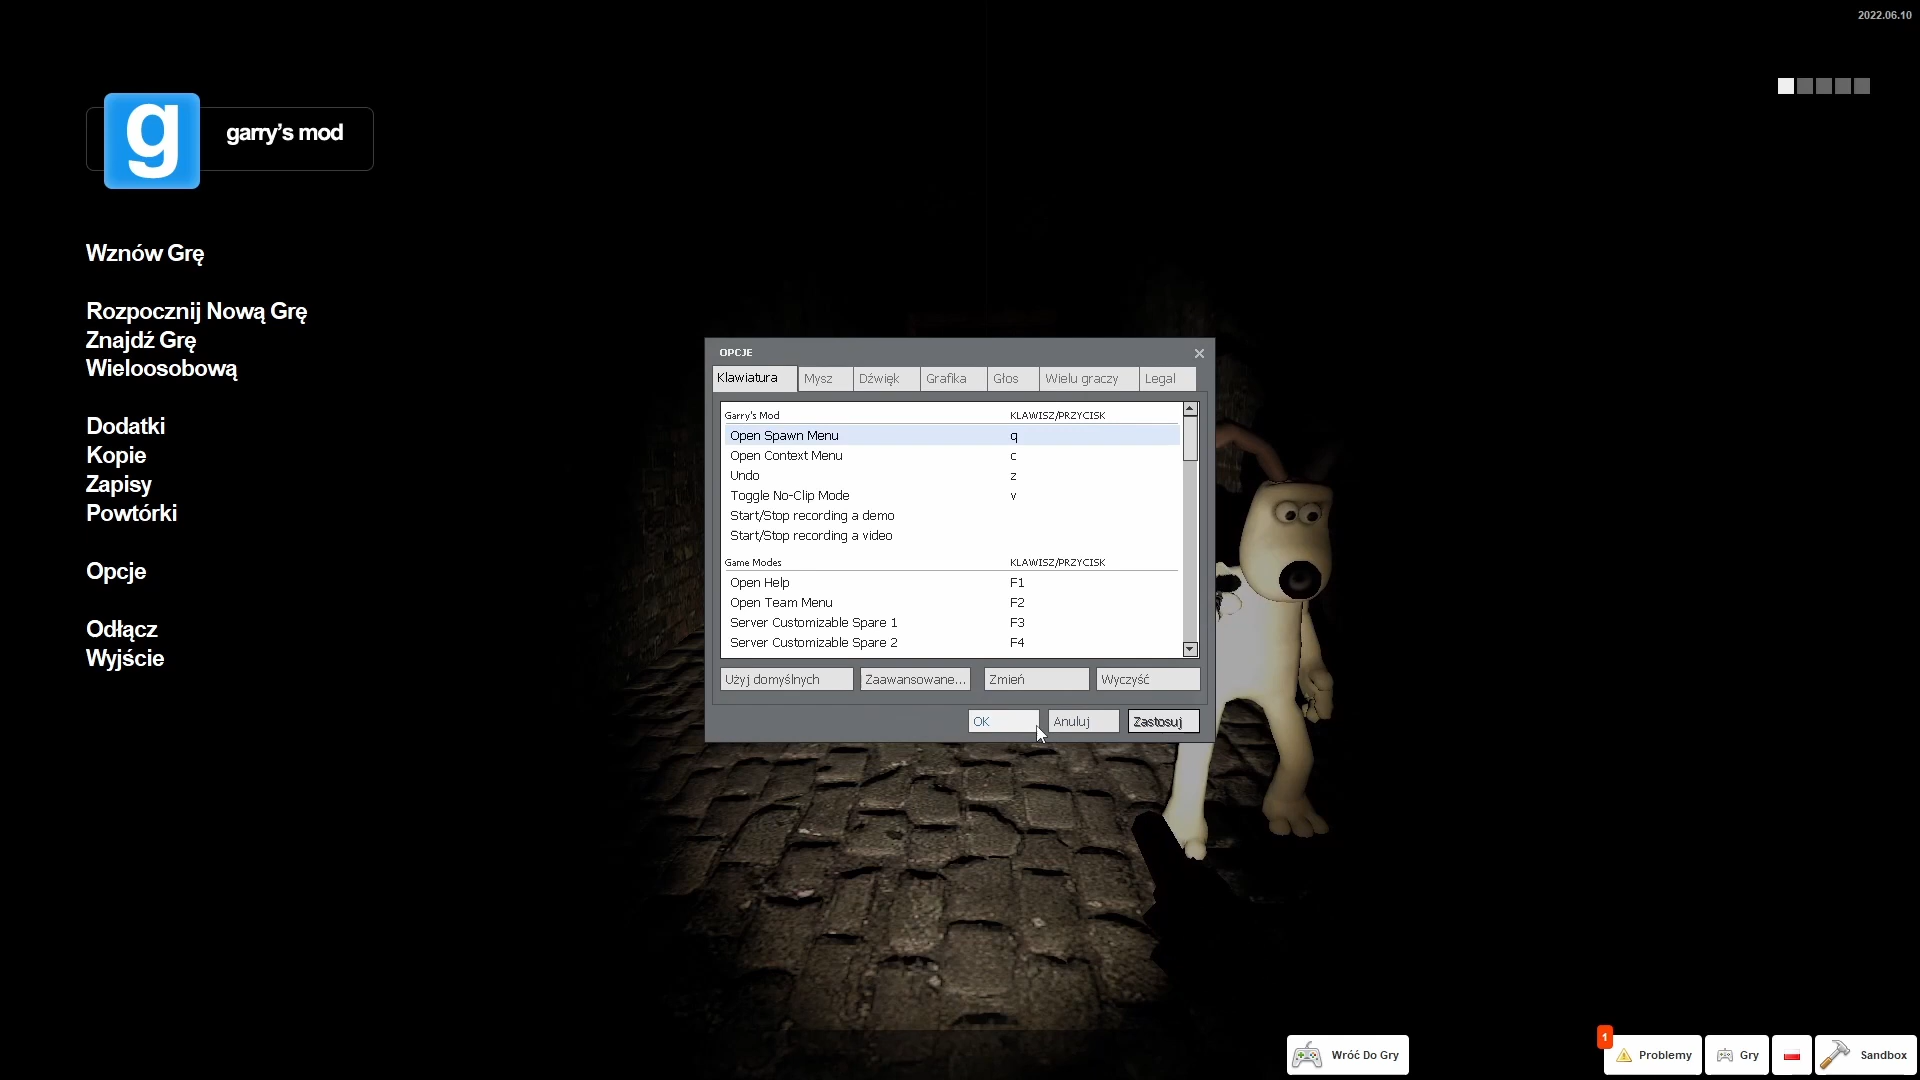 2022.06.10
g
garry's mod
Wznów Grę
Rozpocznij Nową Grę
Znajdź Grę
Wieloosobową
Dodatki
Kopie
Zapisy
Powtórki
Opcje
Odłącz
Wyjście
OPCJE
Klawiatura Mysz Dźwięk Grafika Głos Wielu graczy Legal
Garry's Mod KLAWISZ/PRZYCISK
Open Spawn Menu q
Open Context Menu c
Undo z
Toggle No-Clip Mode v
Start/Stop recording a demo
Start/Stop recording a video
Game Modes KLAWISZ/PRZYCISK
Open Help F1
Open Team Menu F2
Server Customizable Spare 1 F3
Server Customizable Spare 2 F4
Użyj domyślnych Zaawansowane... Zmień Wyczyść
OK Anuluj Zastosuj
Wróć Do Gry 1 Problemy Gry Sandbox